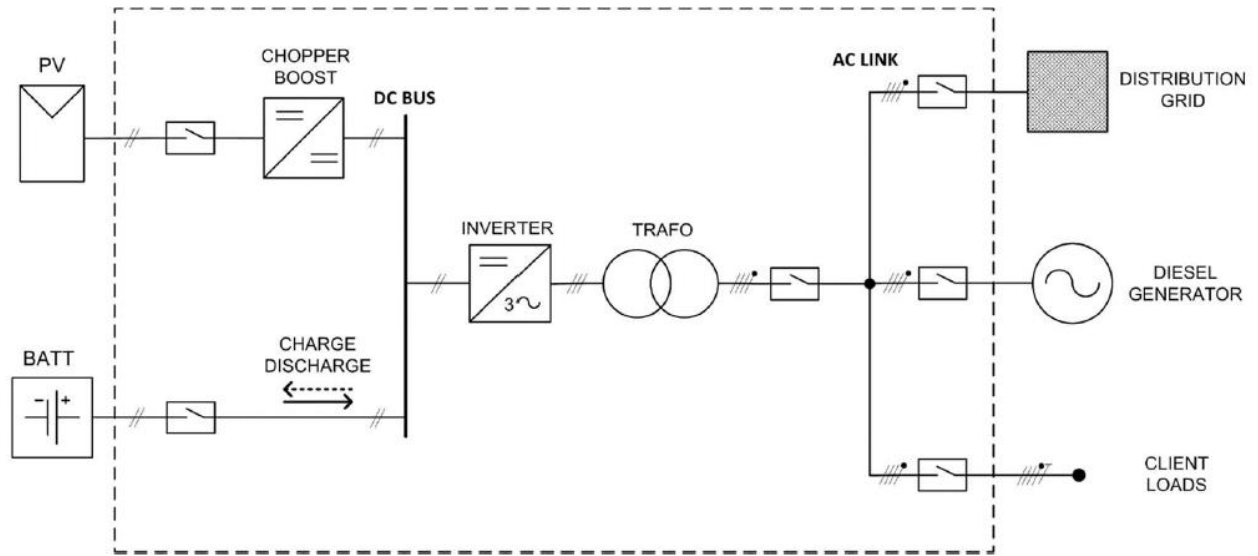 PV
CHOPPER
BOOST
DC BUS
AC LINK
DISTRIBUTION
GRID
INVERTER
3
TRAFO
DIESEL
GENERATOR
BATT
- +
CHARGE
DISCHARGE
CLIENT
LOADS